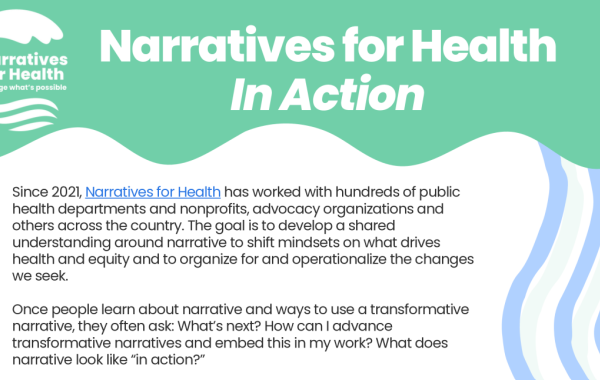 Narratives for Health
In Action
for Health
what's possible
Since 2021, Narratives for Health has worked with hundreds of public
health departments and nonprofits, advocacy organizations and
others across the country. The goal is to develop a shared
understanding around narrative to shift mindsets on what drives
health and equity and to organize for and operationalize the changes
we seek.
Once people learn about narrative and ways to use a transformative
narrative, they often ask: What's next? How can I advance
transformative narratives and embed this in my work? What does
narrative look like "in action?"